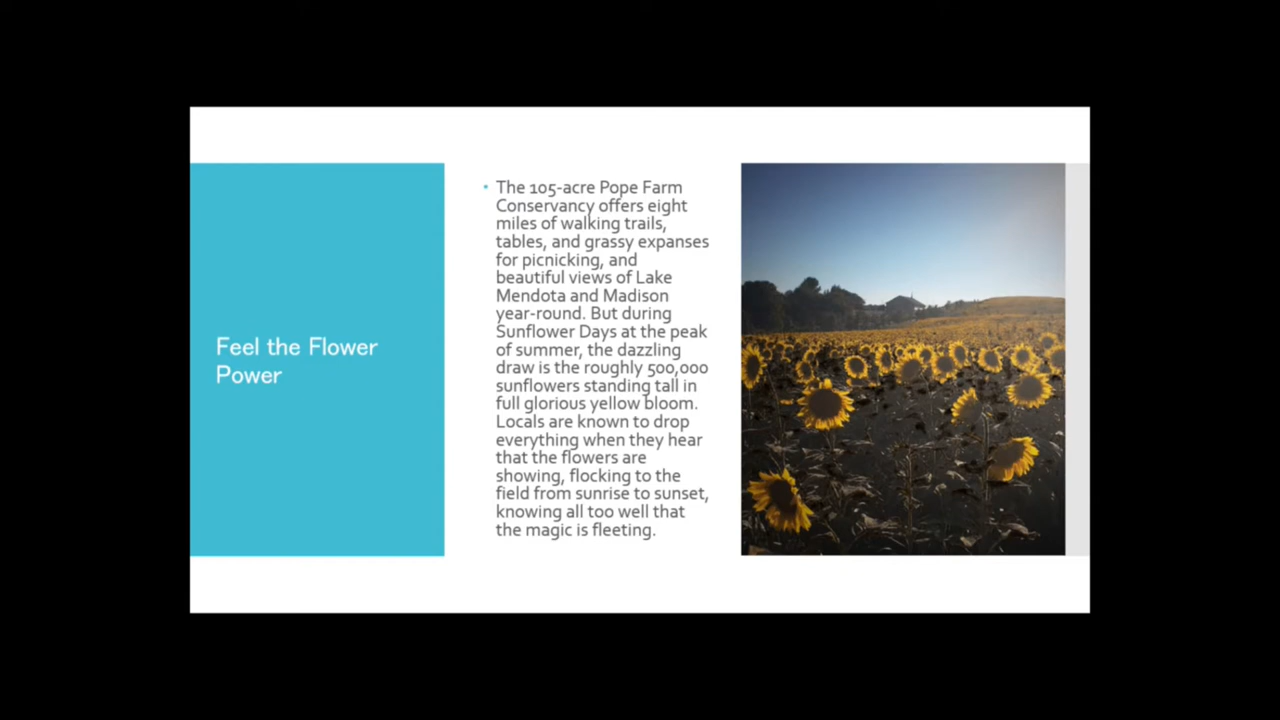 Feel the Flower
Power
• The 105-acre Pope Farm
Conservancy offers eight
miles of walking trails,
tables, and grassy expanses
for picnicking, and
beautiful views of Lake
Mendota and Madison
year-round. But during
Sunflower Days at the peak
of summer, the dazzling
draw is the roughly 500,000
sunflowers standing tall in
full glorious yellow bloom.
Locals are known to drop
everything when they hear
that the flowers are
showing, flocking to the
field from sunrise to sunset,
knowing all too well that
the magic is fleeting.